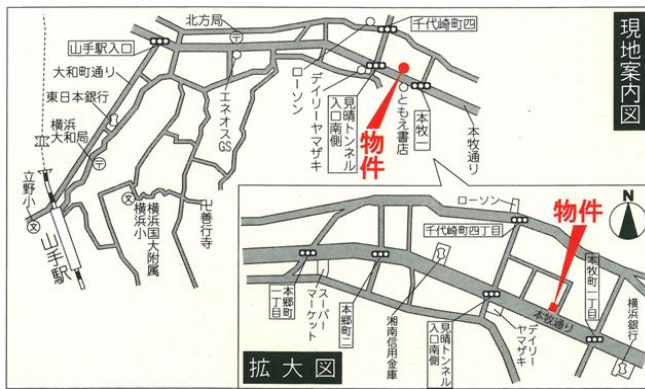 現地案内図
北方局
千代崎町四
山手駅入口
大和町通り
東日本銀行
横浜大和局
立野小
山手駅
エネオスGS
ローソン
デイリーヤマザキ
見晴トンネル入口南側
物件
ともえ書店
本牧一
本牧通り
横浜国大附属
横浜小
卍善行寺
拡大図
N
ローソン
千代崎町四丁目
物件
本牧町一丁目
横浜銀行
本牧通り
デイリーヤマザキ
見晴トンネル入口南側
湘南信用金庫
本郷町二
スーパーマーケット
本郷町一丁目